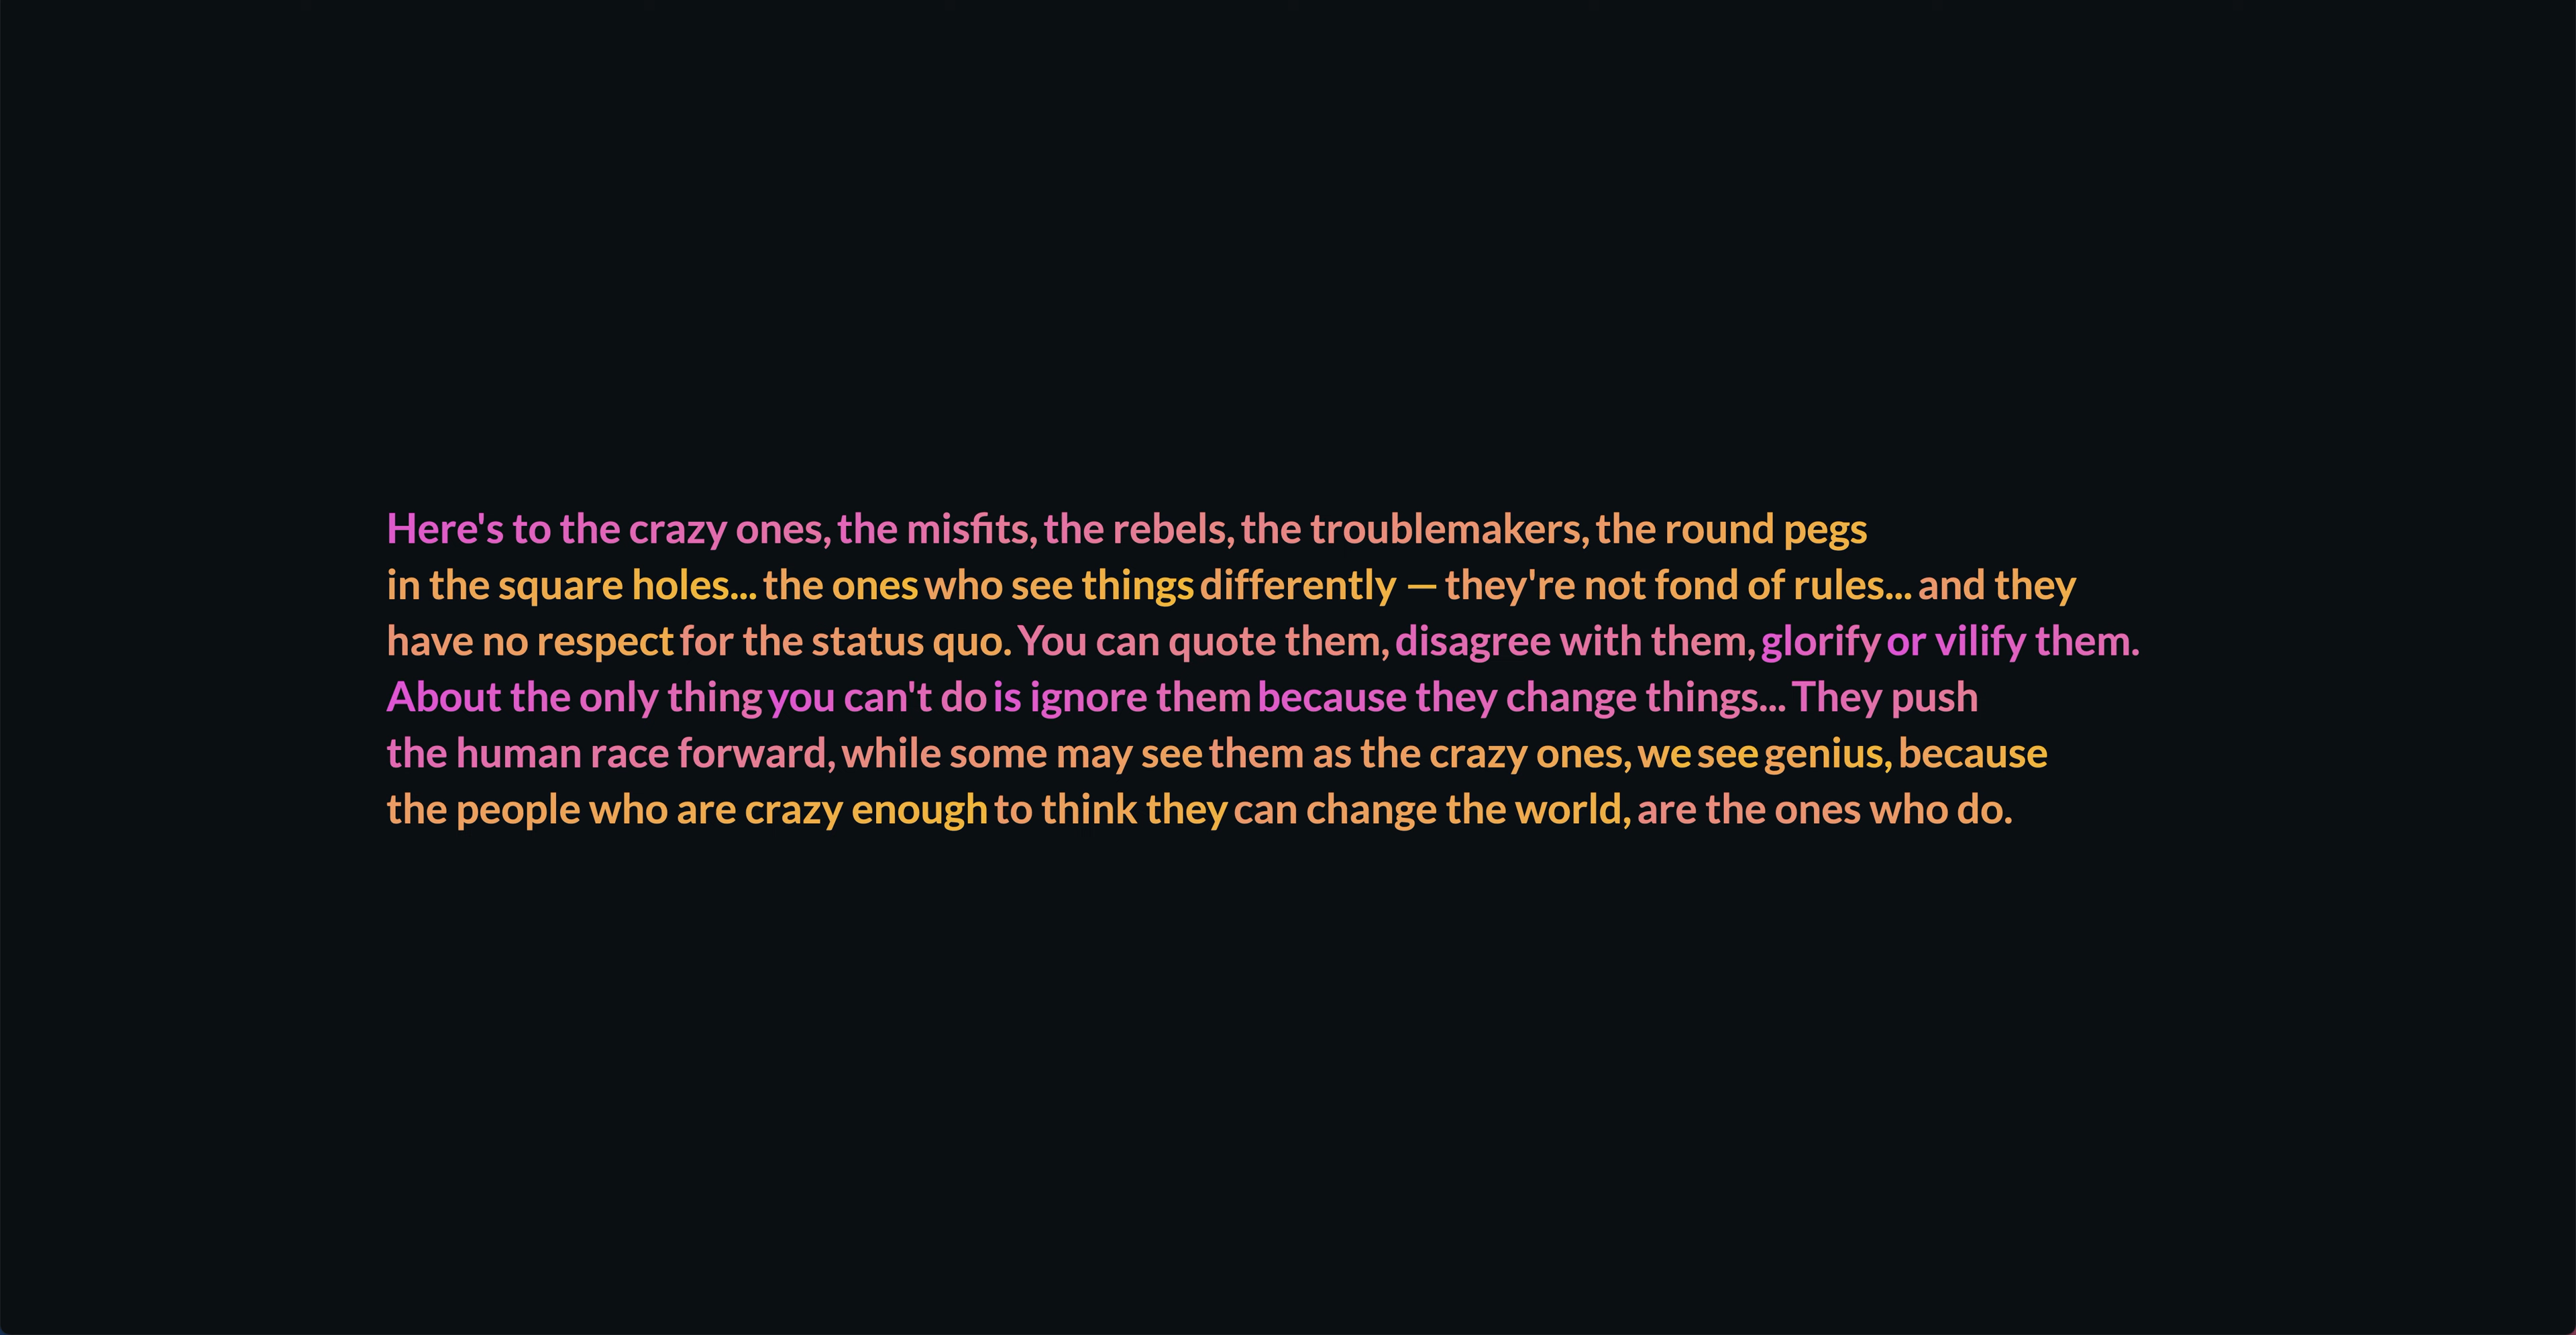 Here's to the crazy ones, the misfits, the rebels, the troublemakers, the round pegs
in the square holes... the ones who see things differently — they're not fond of rules... and they
have no respect for the status quo. You can quote them, disagree with them, glorify or vilify them.
About the only thing you can't do is ignore them because they change things... They push
the human race forward, while some may see them as the crazy ones, we see genius, because
the people who are crazy enough to think they can change the world, are the ones who do.